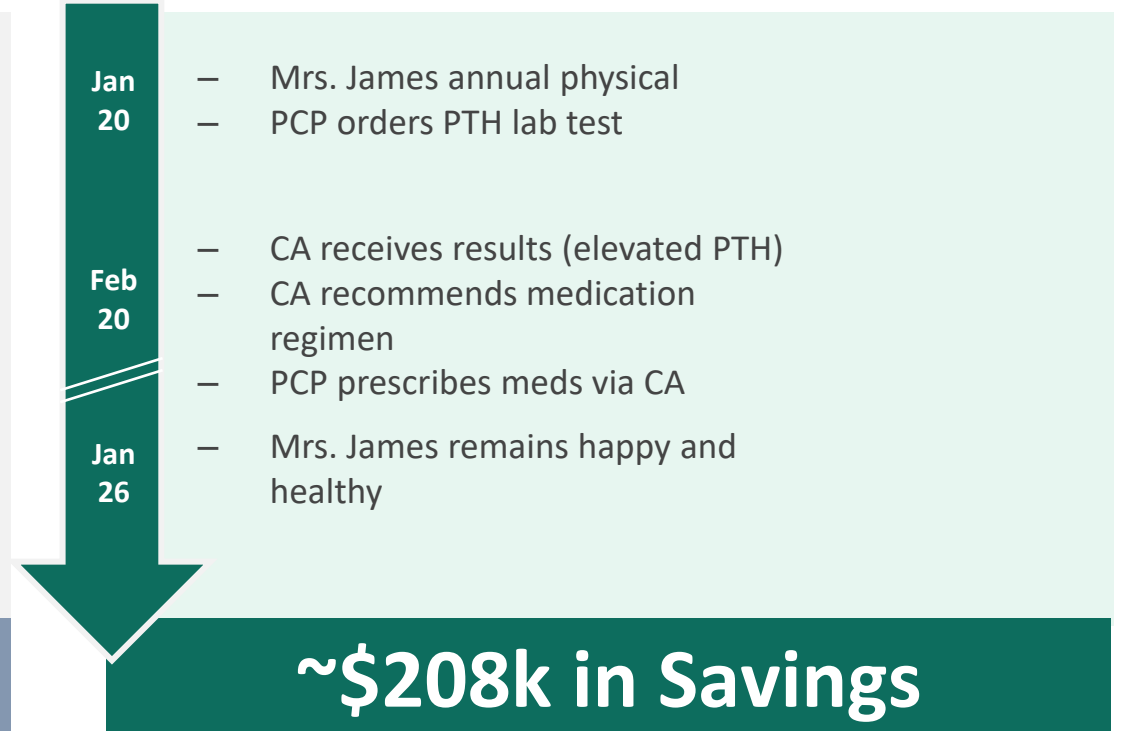 Jan
20
– Mrs. James annual physical
– PCP orders PTH lab test
Feb
20
– CA receives results (elevated PTH)
– CA recommends medication
regimen
– PCP prescribes meds via CA
Jan
26
– Mrs. James remains happy and
healthy
~$208k in Savings